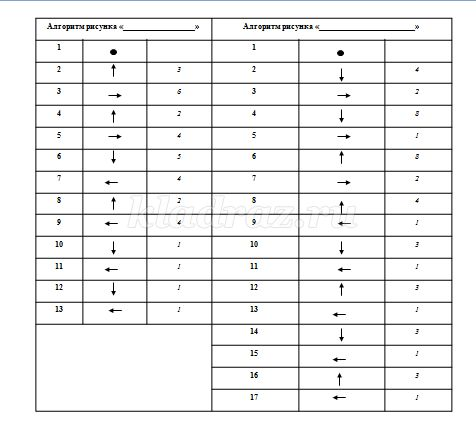 Алгоритм рисунка «__________________» Алгоритм рисунка «________________________»
1 ● 1 ●
2 ↑ 3 2 ↓ 4
3 → 6 3 → 2
4 ↑ 2 4 ↓ 8
5 → 4 5 → 1
6 ↓ 5 6 ↑ 8
7 ← 4 7 → 2
8 ↑ 2 8 ↑ 4
9 ← 4 9 ← 1
10 ↓ 1 10 ↓ 3
11 ← 1 11 ← 1
12 ↓ 1 12 ↑ 3
13 ← 1 13 ← 1
14 ↓ 3
15 ← 1
16 ↑ 3
17 ← 1
kladraz.ru